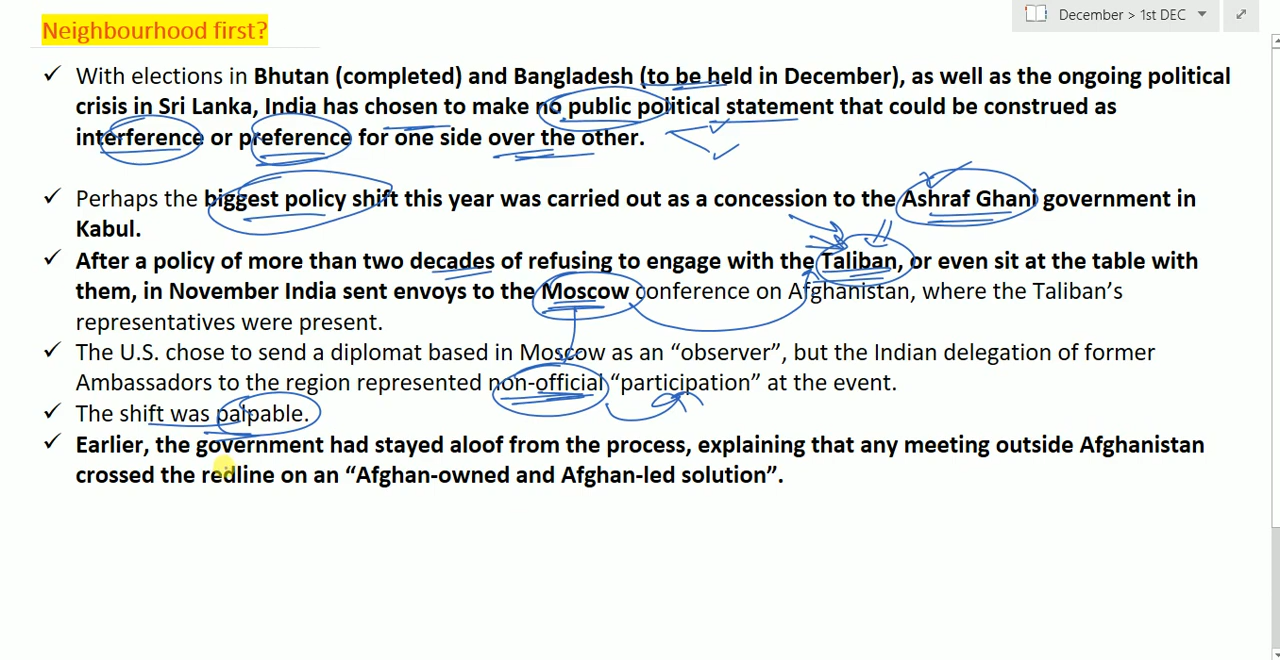 December > 1st DEC
Neighbourhood first?
With elections in Bhutan (completed) and Bangladesh (to be held in December), as well as the ongoing political
crisis in Sri Lanka, India has chosen to make no public political statement that could be construed as
interference or preference for one side over the other.
Perhaps the biggest policy shift this year was carried out as a concession to the Ashraf Ghani government in
Kabul.
After a policy of more than two decades of refusing to engage with the Taliban, or even sit at the table with
them, in November India sent envoys to the Moscow conference on Afghanistan, where the Taliban’s
representatives were present.
The U.S. chose to send a diplomat based in Moscow as an “observer”, but the Indian delegation of former
Ambassadors to the region represented non-official “participation” at the event.
The shift was palpable.
Earlier, the government had stayed aloof from the process, explaining that any meeting outside Afghanistan
crossed the redline on an “Afghan-owned and Afghan-led solution”.